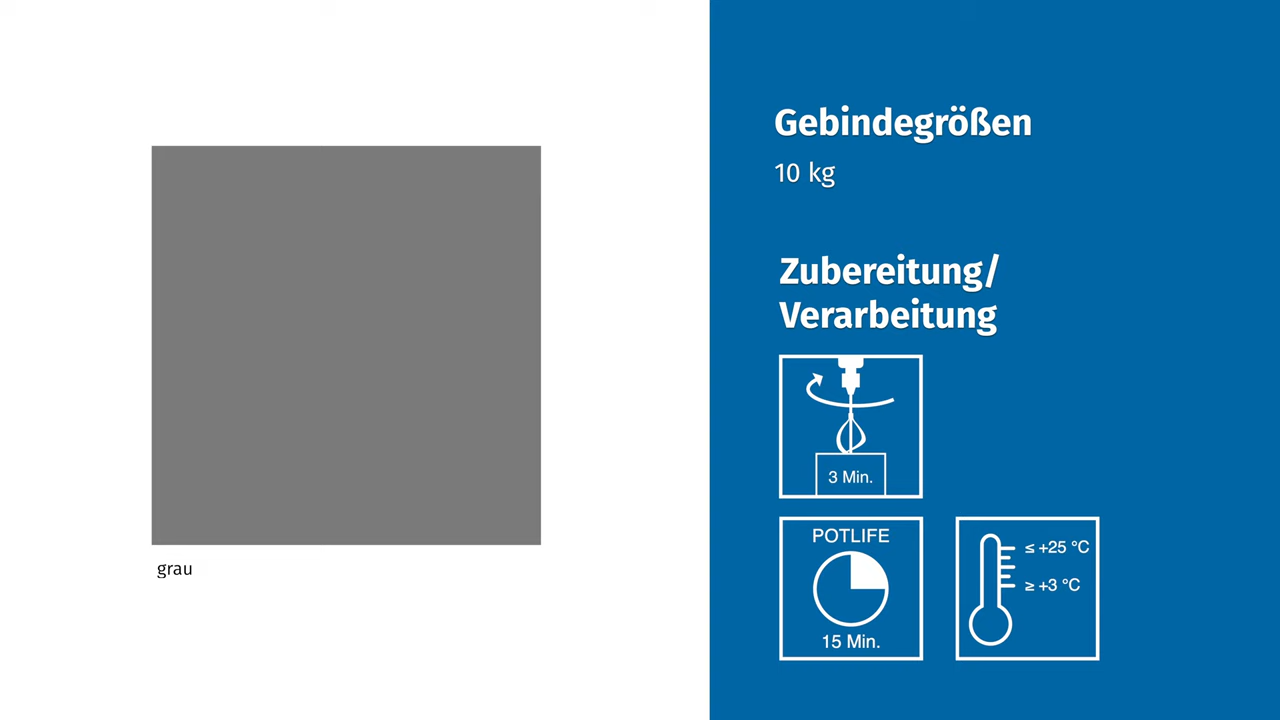 grau
Gebindegrößen
10 kg
Zubereitung/
Verarbeitung
3 Min.
POTLIFE
15 Min.
≤ +25 °C
≥ +3 °C